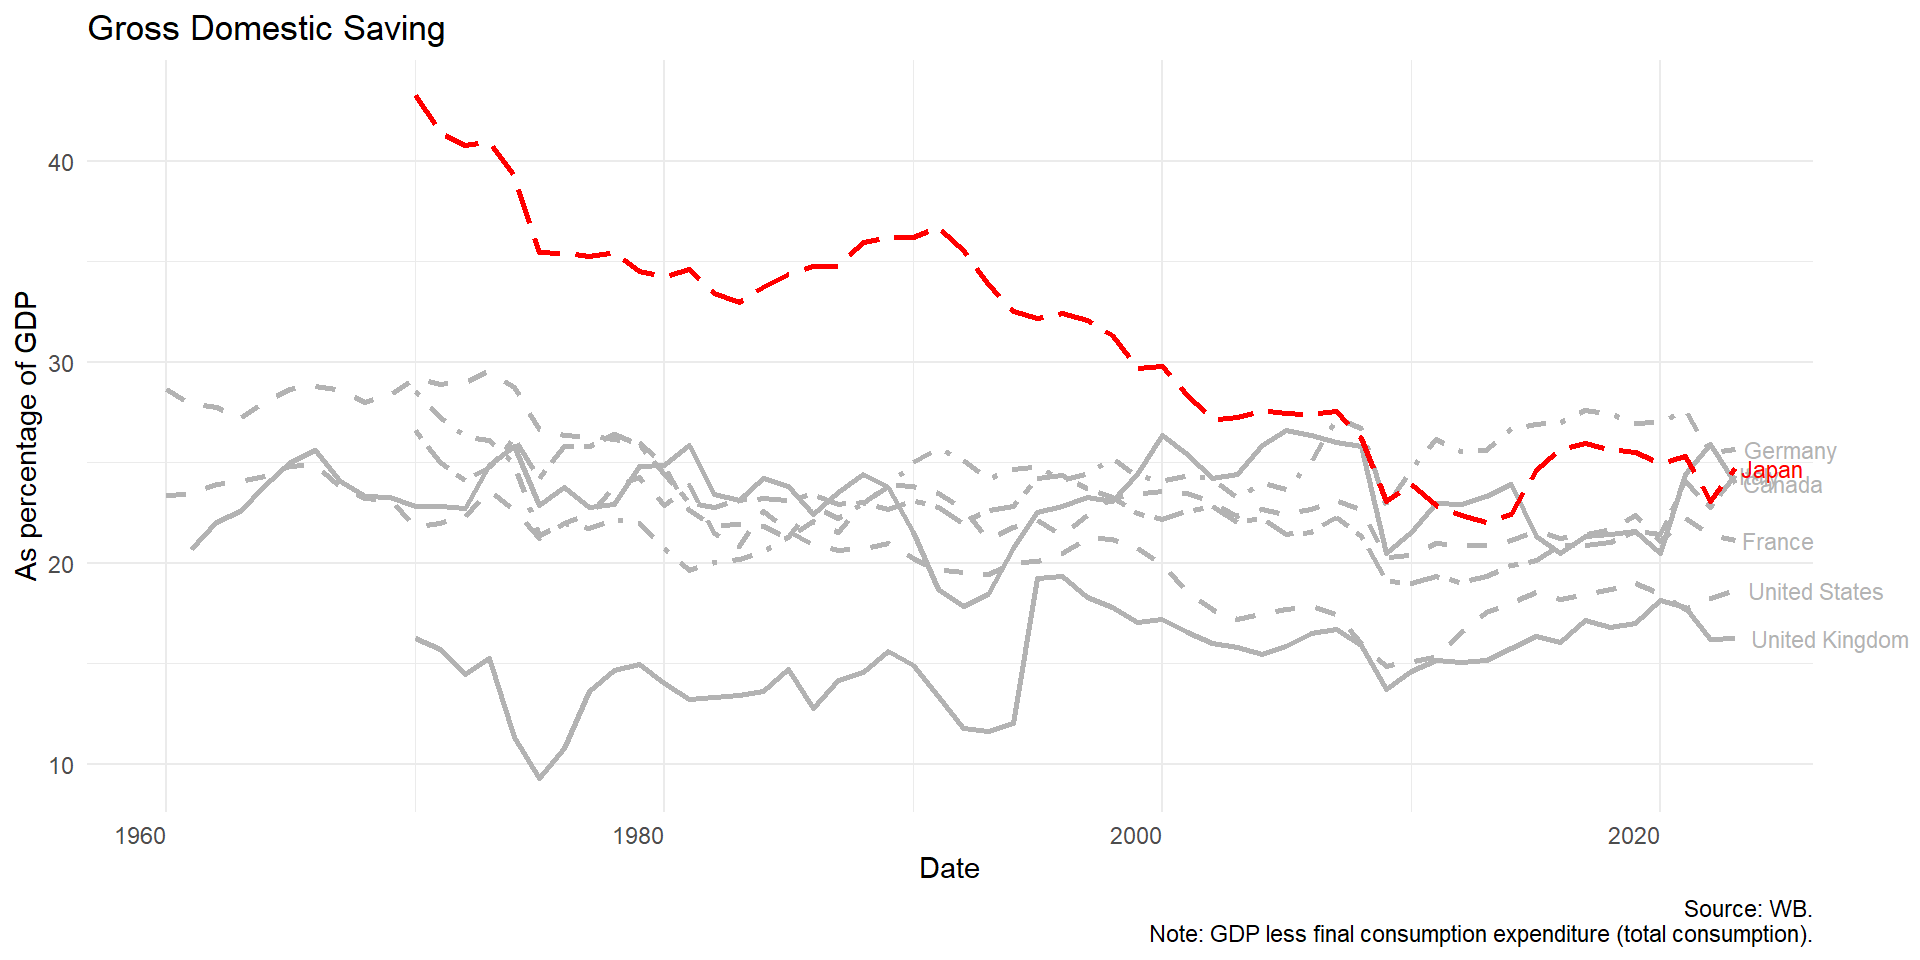 Gross Domestic Saving
As percentage of GDP
40
30
20
10
1960
1980
2000
2020
Date
Germany
Japan
Italy
Canada
France
United States
United Kingdom
Source: WB.
Note: GDP less final consumption expenditure (total consumption).